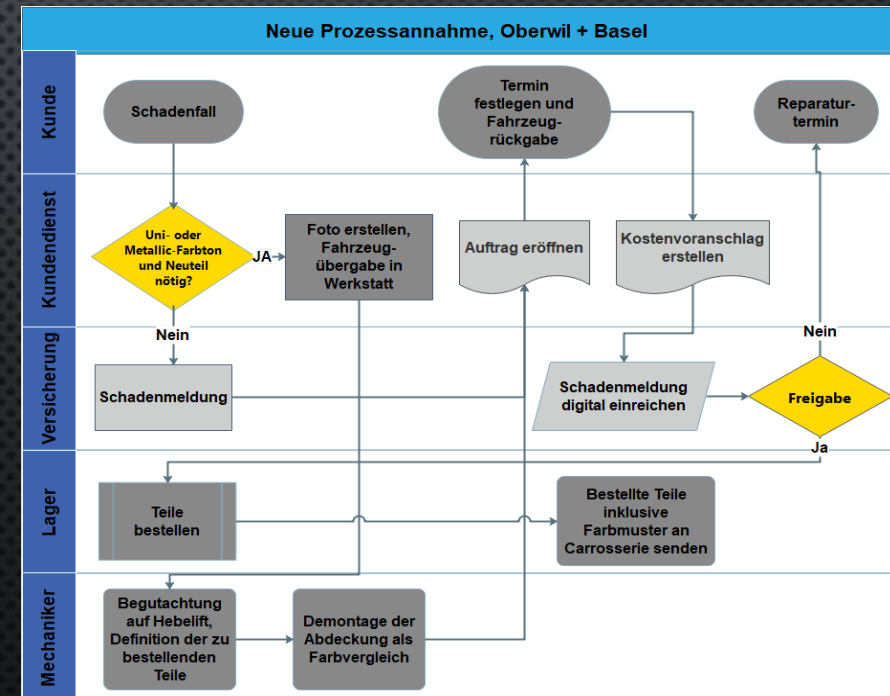 Neue Prozessannahme, Oberwil + Basel
Kunde
Schadenfall
Termin
festlegen und
Fahrzeug-
rückgabe
Reparatur-
termin
Kundendienst
Uni- oder
Metallic-Farbton
und Neuteil
nötig?
JA
Foto erstellen,
Fahrzeug-
übergabe in
Werkstatt
Auftrag eröffnen
Kostenvoranschlag
erstellen
Nein
Nein
Versicherung
Schadenmeldung
Schadenmeldung
digital einreichen
Freigabe
Ja
Lager
Teile
bestellen
Bestellte Teile
inklusive
Farbmuster an
Carrosserie senden
Mechaniker
Begutachtung
auf Hebelift,
Definition der zu
bestellenden
Teile
Demontage der
Abdeckung als
Farbvergleich